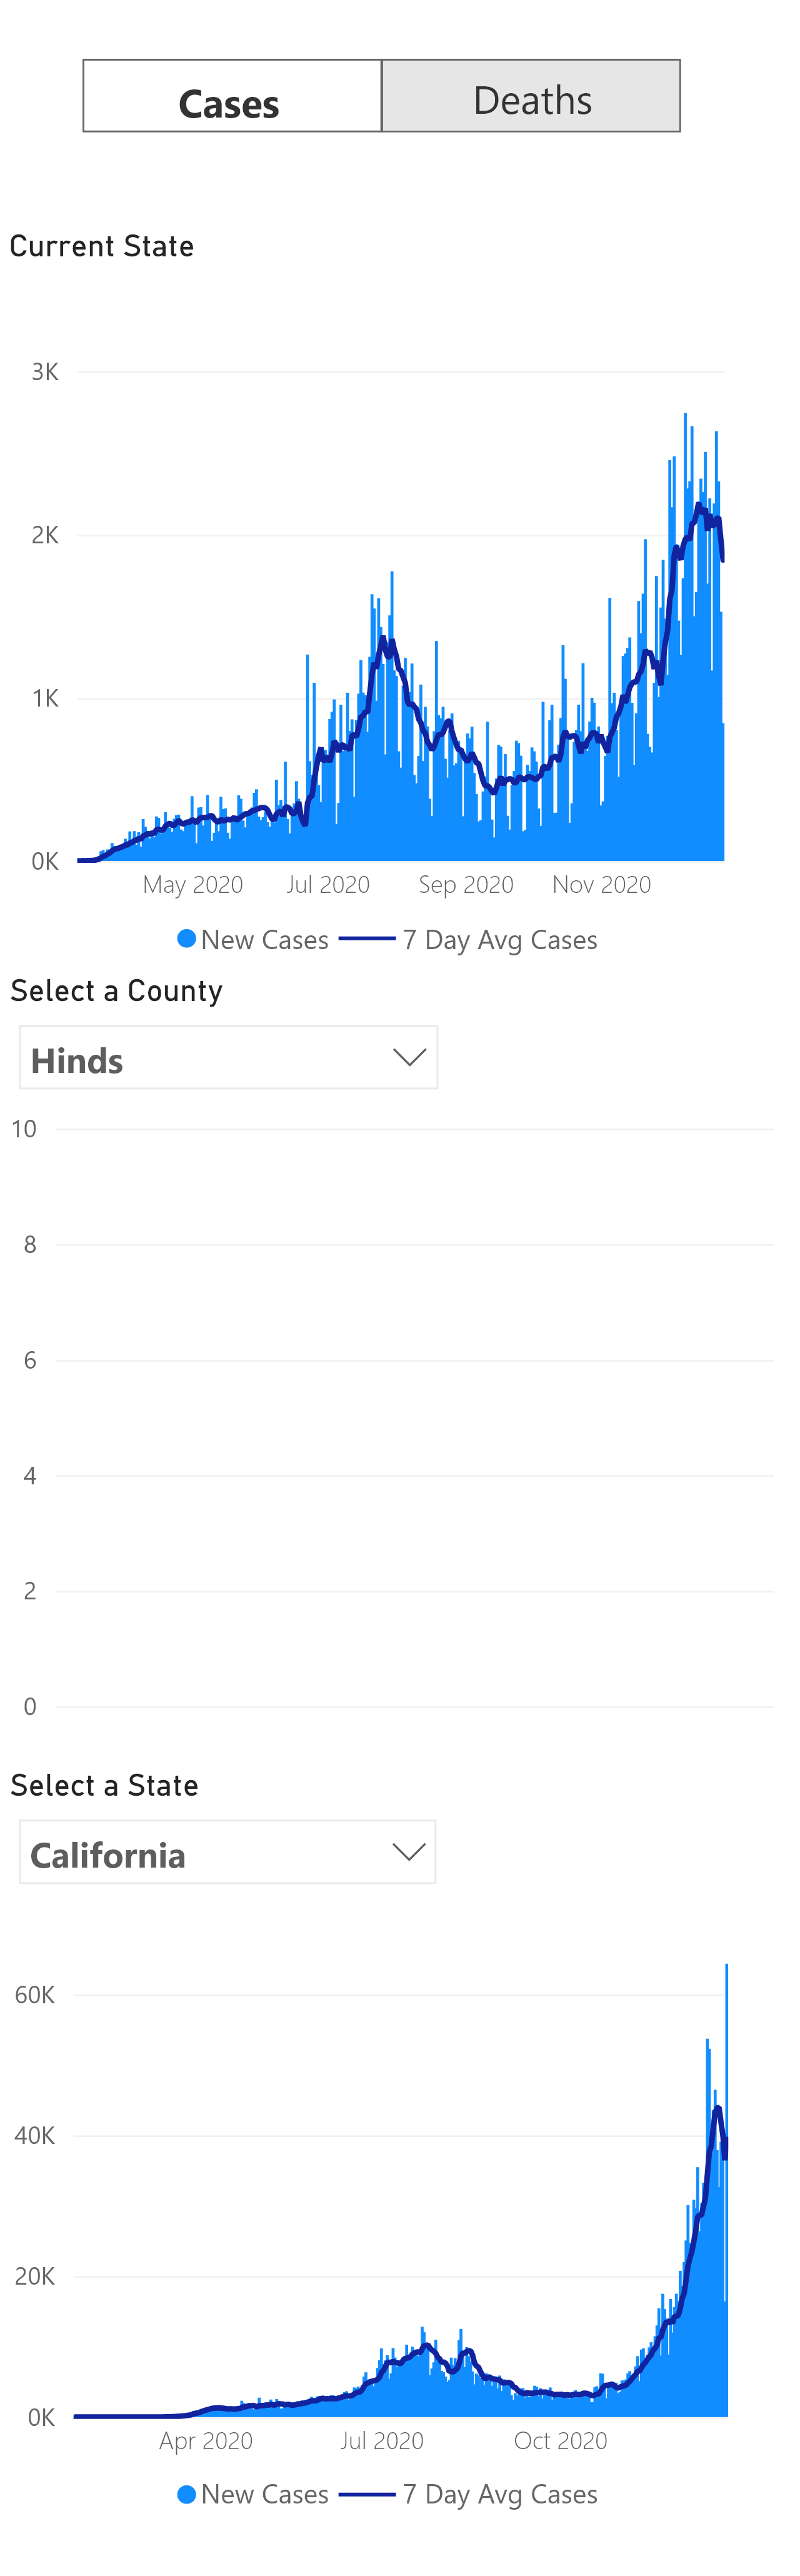 Cases Deaths
Current State
3K
2K
1K
0K
May 2020 Jul 2020 Sep 2020 Nov 2020
New Cases 7 Day Avg Cases
Select a County
Hinds
10
8
6
4
2
0
Select a State
California
60K
40K
20K
0K
Apr 2020 Jul 2020 Oct 2020
New Cases 7 Day Avg Cases